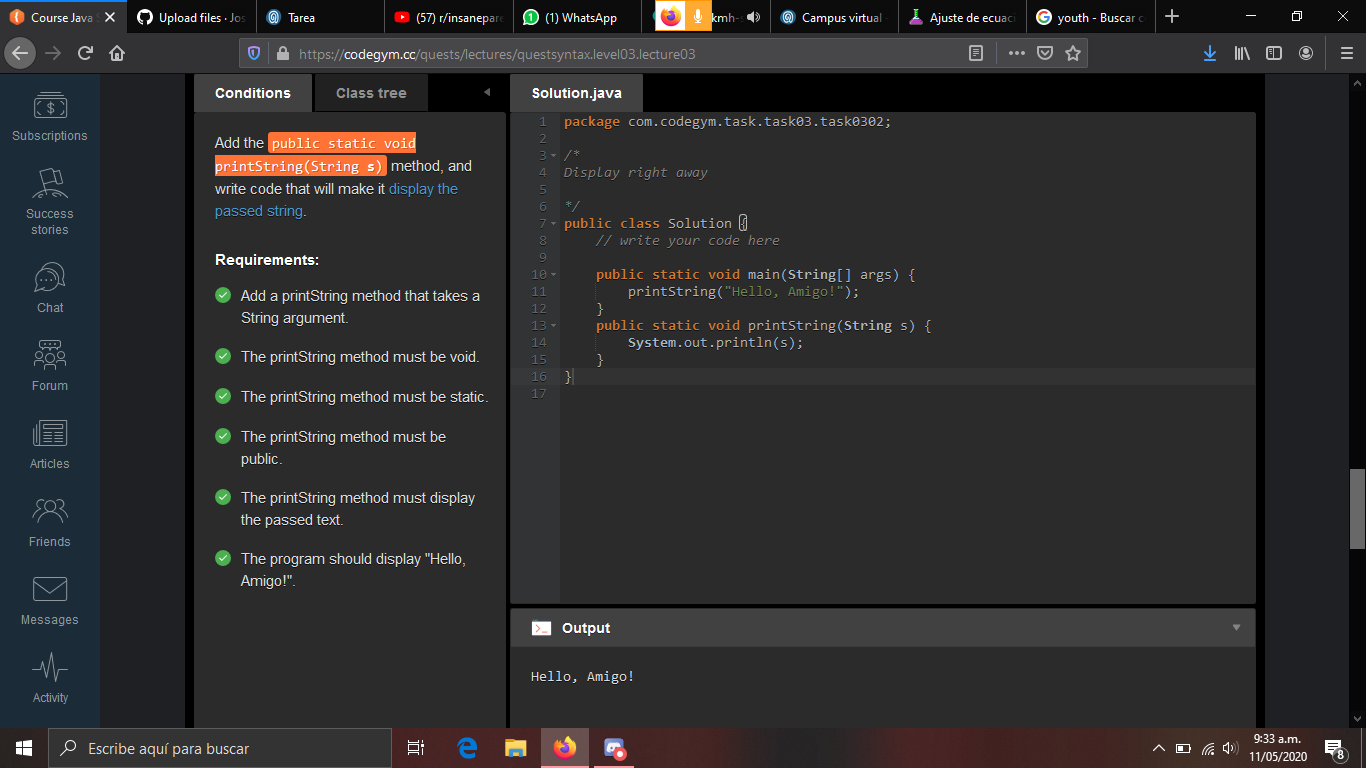 Course Java S
Upload files · Jos
Tarea
(57) r/insanepare
(1) WhatsApp
kmh-s
Campus virtual -
Ajuste de ecuaci
youth - Buscar c
https://codegym.cc/quests/lectures/questsyntax.level03.lecture03
Subscriptions
Success
stories
Chat
Forum
Articles
Friends
Messages
Activity
Conditions
Class tree
Add the public static void
printString(String s) method, and
write code that will make it display the
passed string.
Requirements:
Add a printString method that takes a
String argument.
The printString method must be void.
The printString method must be static.
The printString method must be
public.
The printString method must display
the passed text.
The program should display "Hello,
Amigo!".
Solution.java
1 package com.codegym.task.task03.task0302;
2
3 /*
4 Display right away
5
6 */
7 public class Solution {
8 // write your code here
9
10 public static void main(String[] args) {
11 printString("Hello, Amigo!");
12 }
13 public static void printString(String s) {
14 System.out.println(s);
15 }
16 }
17
Output
Hello, Amigo!
Escribe aquí para buscar
9:33 a.m.
11/05/2020
8